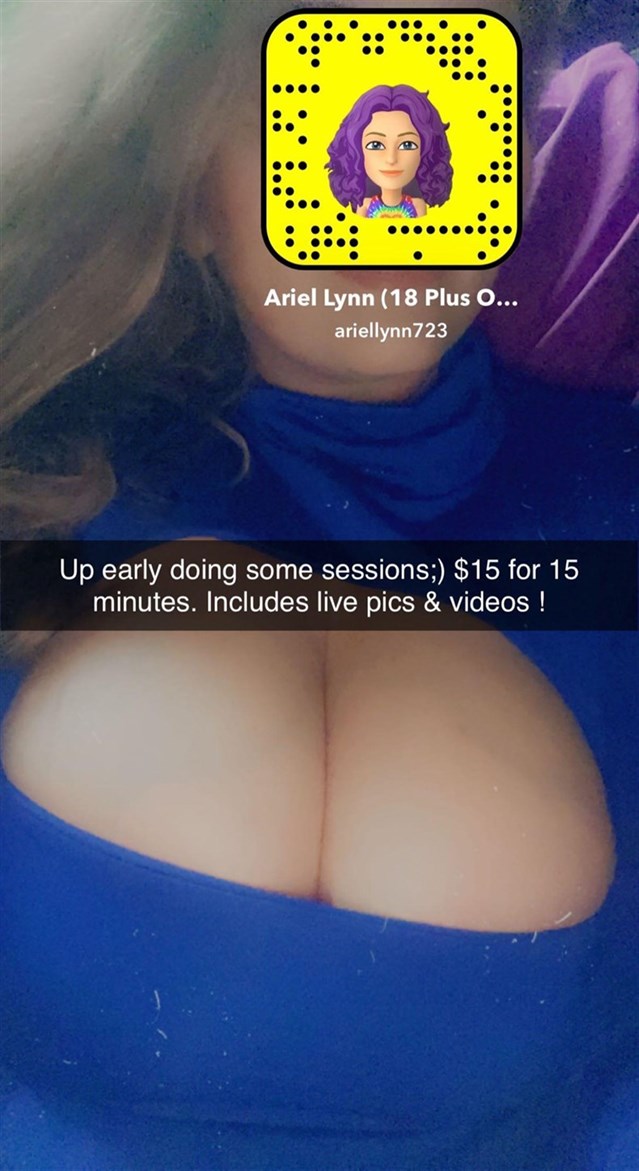 Ariel Lynn (18 Plus O...
ariellynn723
Up early doing some sessions;) $15 for 15
minutes. Includes live pics & videos !